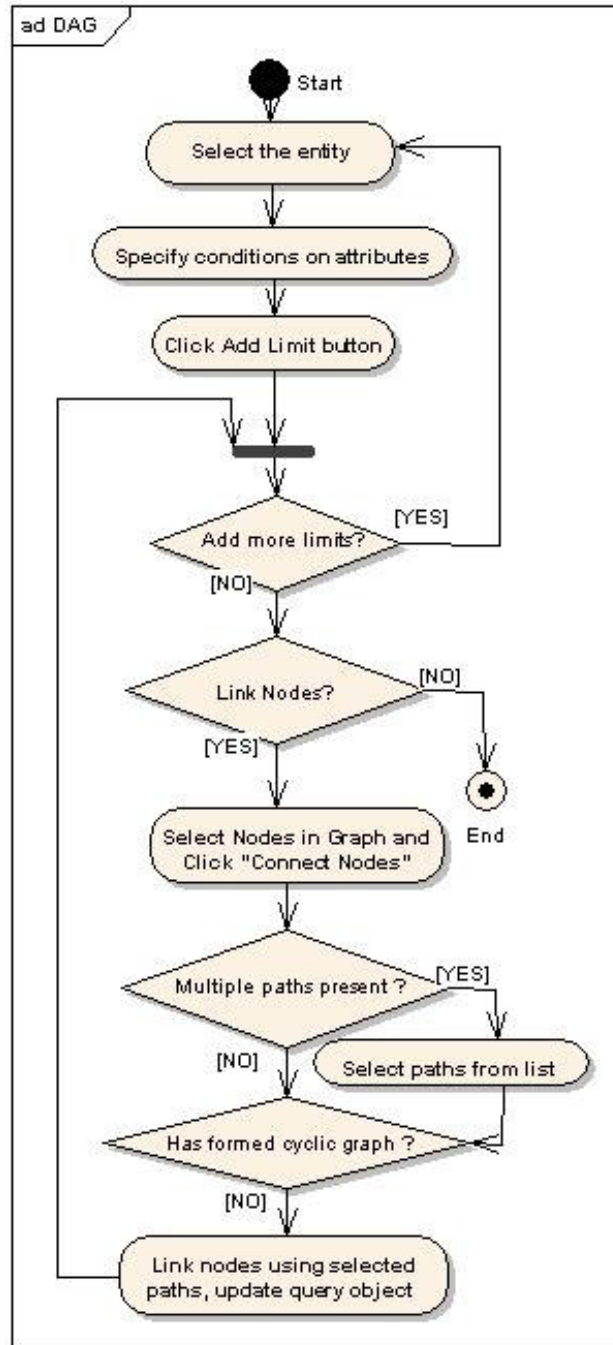 ad DAG
Start
Select the entity
Specify conditions on attributes
Click Add Limit button
[YES]
Add more limits?
[NO]
Link Nodes?
[NO]
[YES]
Select Nodes in Graph and
Click "Connect Nodes"
End
Multiple paths present ?
[YES]
[NO]
Select paths from list
Has formed cyclic graph ?
[NO]
Link nodes using selected
paths, update query object